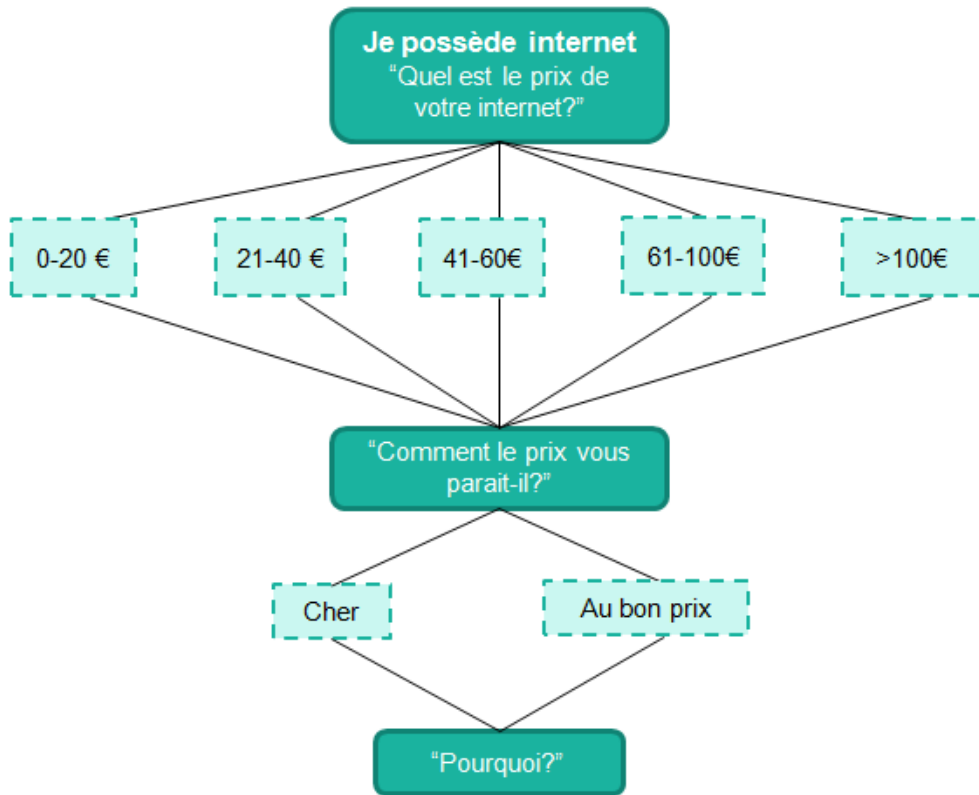 Je possède internet
“Quel est le prix de
votre internet?”
0-20 €
21-40 €
41-60€
61-100€
>100€
“Comment le prix vous
parait-il?”
Cher
Au bon prix
“Pourquoi?”